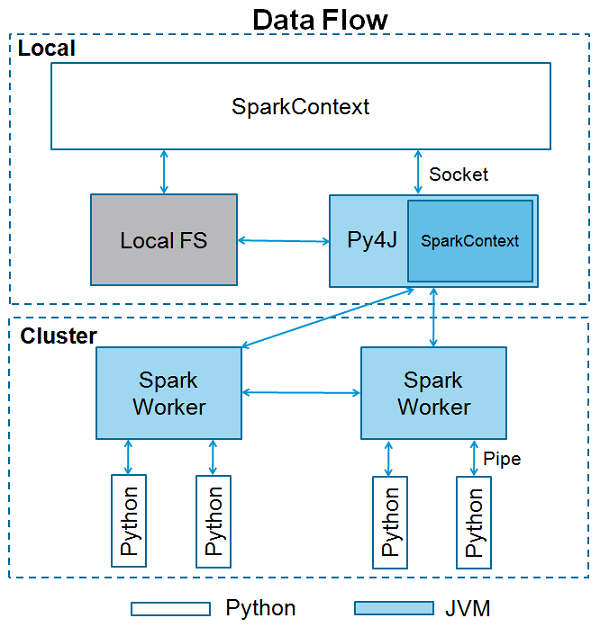 Data Flow
Local
SparkContext
Socket
Local FS
Py4J
SparkContext
Cluster
Spark
Worker
Spark
Worker
Pipe
Python
Python
Python
Python
Python
JVM